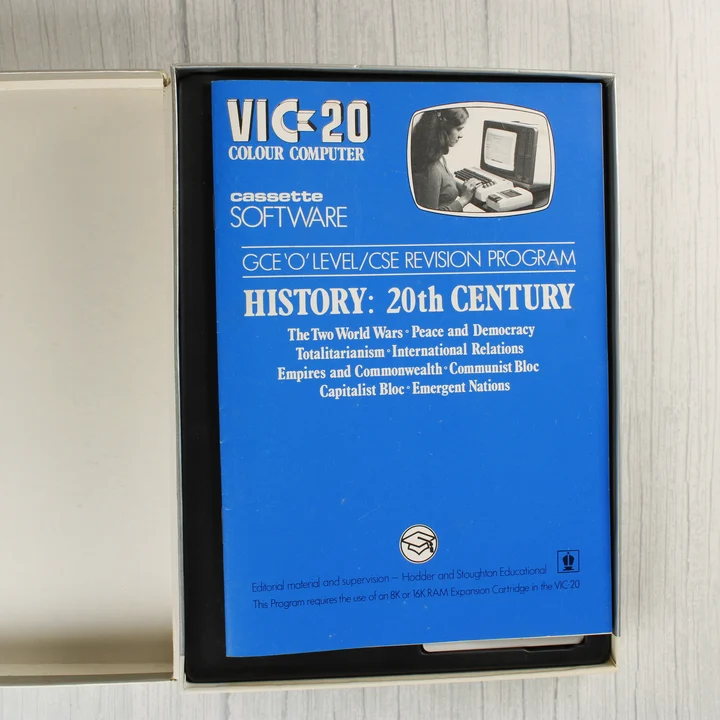 VIC-20
COLOUR COMPUTER
cassette
SOFTWARE
GCE 'O' LEVEL/CSE REVISION PROGRAM
HISTORY: 20th CENTURY
The Two World Wars • Peace and Democracy
Totalitarianism • International Relations
Empires and Commonwealth • Communist Bloc
Capitalist Bloc • Emergent Nations
Editorial material and supervision – Hodder and Stoughton Educational
This Program requires the use of an 8K or 16K RAM Expansion Cartridge in the VIC·20